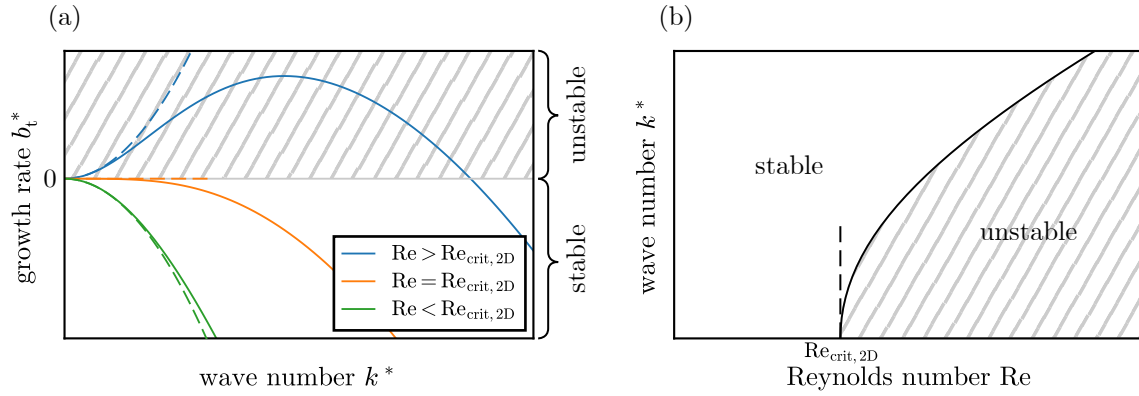 (a)
growth rate b_t^*
0
unstable
stable
Re > Re_crit, 2D
Re = Re_crit, 2D
Re < Re_crit, 2D
wave number k^*
(b)
wave number k^*
stable
unstable
Re_crit, 2D
Reynolds number Re